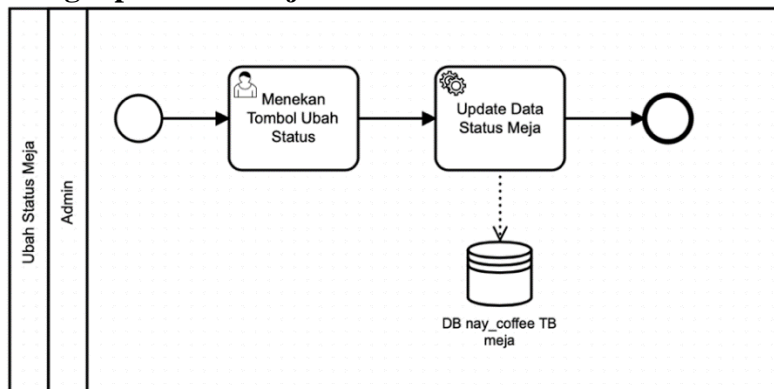 Ubah Status Meja
Admin
Menekan
Tombol Ubah
Status
Update Data
Status Meja
DB nay_coffee TB
meja